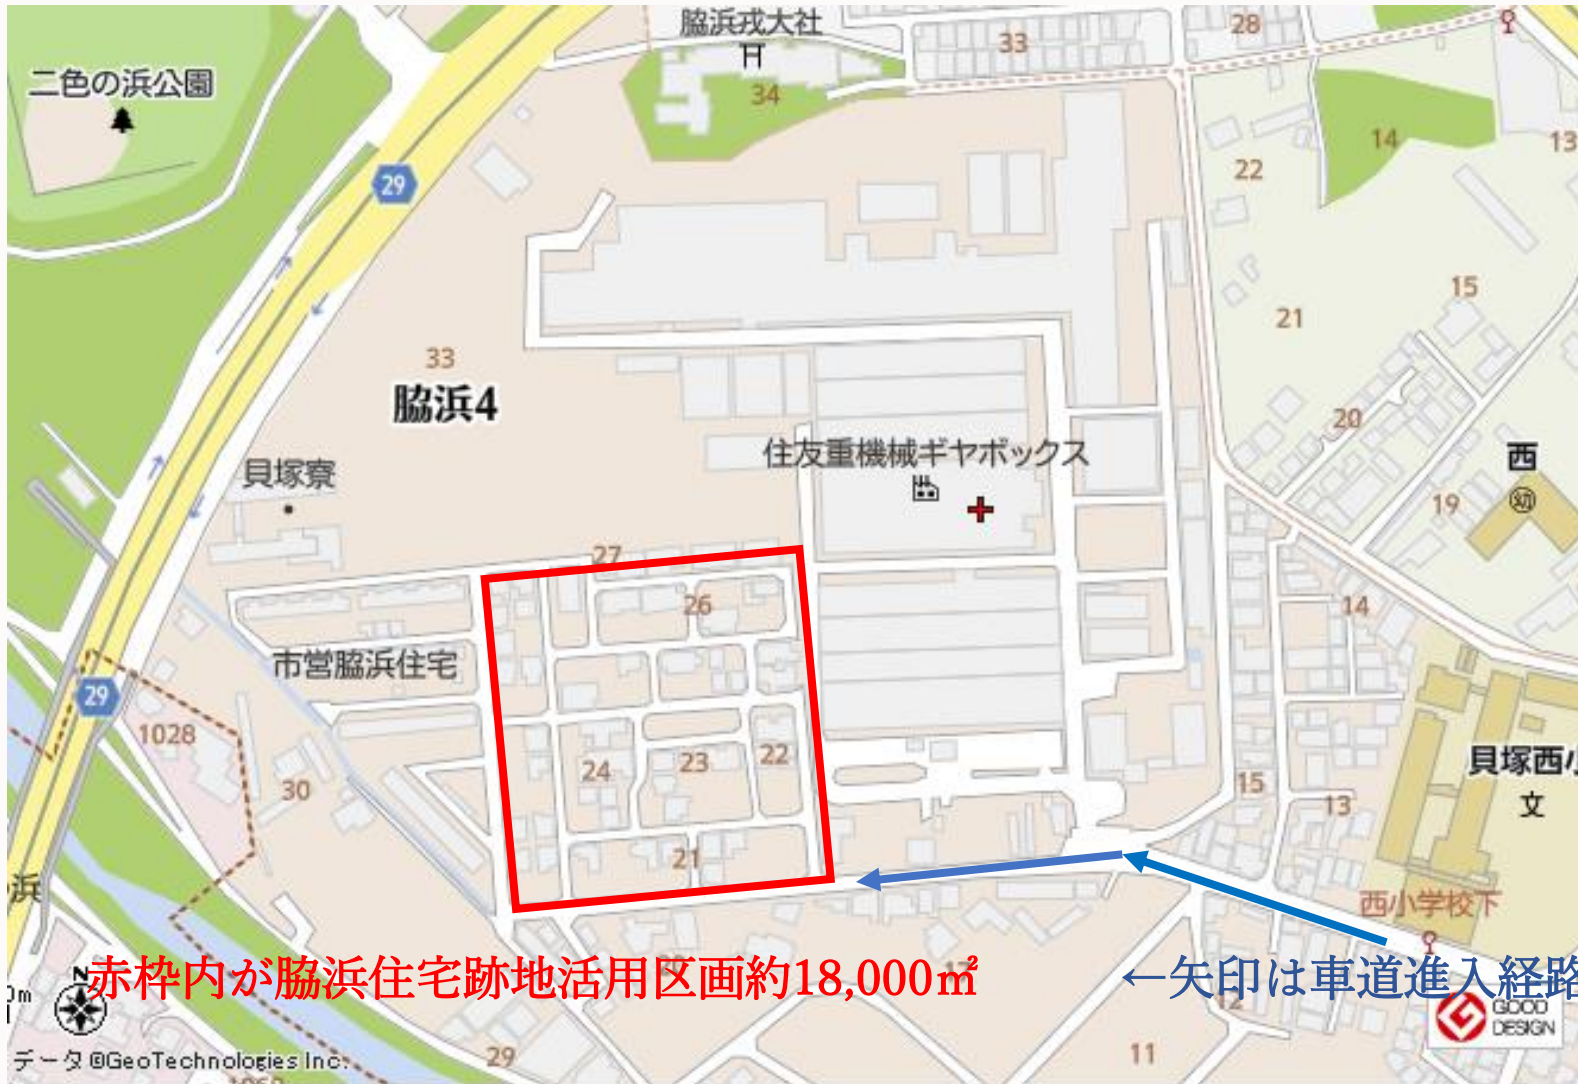 脇浜戎大社
28
33
二色の浜公園
34
14
13
22
29
15
21
33
脇浜4
20
住友重機械ギヤボックス
西
貝塚寮
幼
19
27
26
14
市営脇浜住宅
29
1028
貝塚西小
24
23
22
30
15
13
文
21
西小学校下
浜
赤枠内が脇浜住宅跡地活用区画約18,000㎡
←矢印は車道進入経路
N
0m
12
GOOD
DESIGN
データ ©GeoTechnologies Inc.
29
11